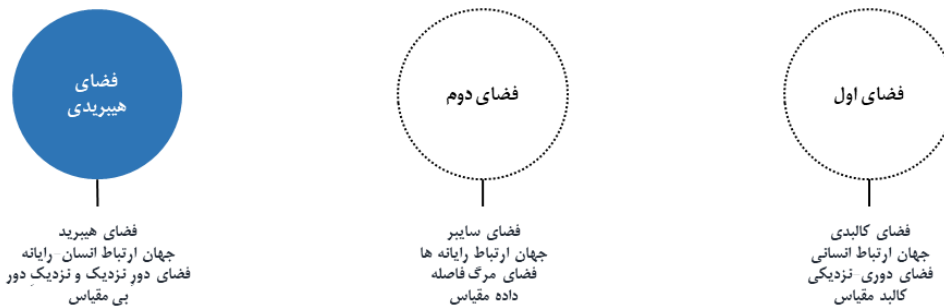 فضای اول
فضای کالبدی
جهان ارتباط انسانی
فضای دوری-نزدیکی
کالبد مقیاس
فضای دوم
فضای سایبر
جهان ارتباط رایانه ها
فضای مرگ فاصله
داده مقیاس
فضای
هیبریدی
فضای هیبرید
جهان ارتباط انسان-رایانه
فضای دورِ نزدیک و نزدیکِ دور
بی مقیاس